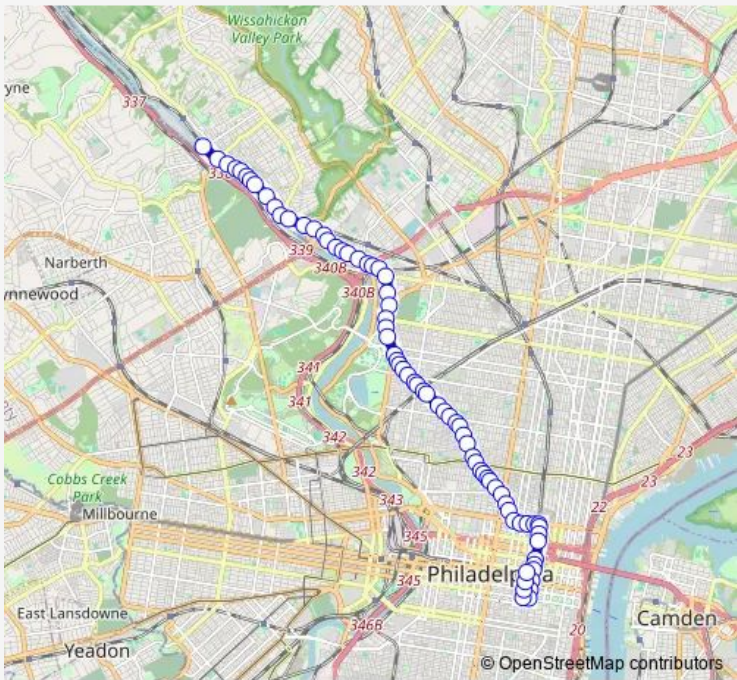 Wissahickon
Valley Park
yne
337
338
Narberth
339
340B
ynnewood
340B
341
341
342
342
Cobbs Creek
Park
Millbourne
343
23
23
22
345
345
Philadelphia
East Lansdowne
346B
20
Camden
Yeadon
© OpenStreetMap contributors